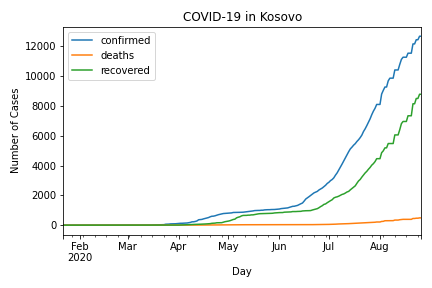 COVID-19 in Kosovo
confirmed
deaths
recovered
Number of Cases
12000
10000
8000
6000
4000
2000
0
Feb
2020
Mar
Apr
May
Jun
Jul
Aug
Day